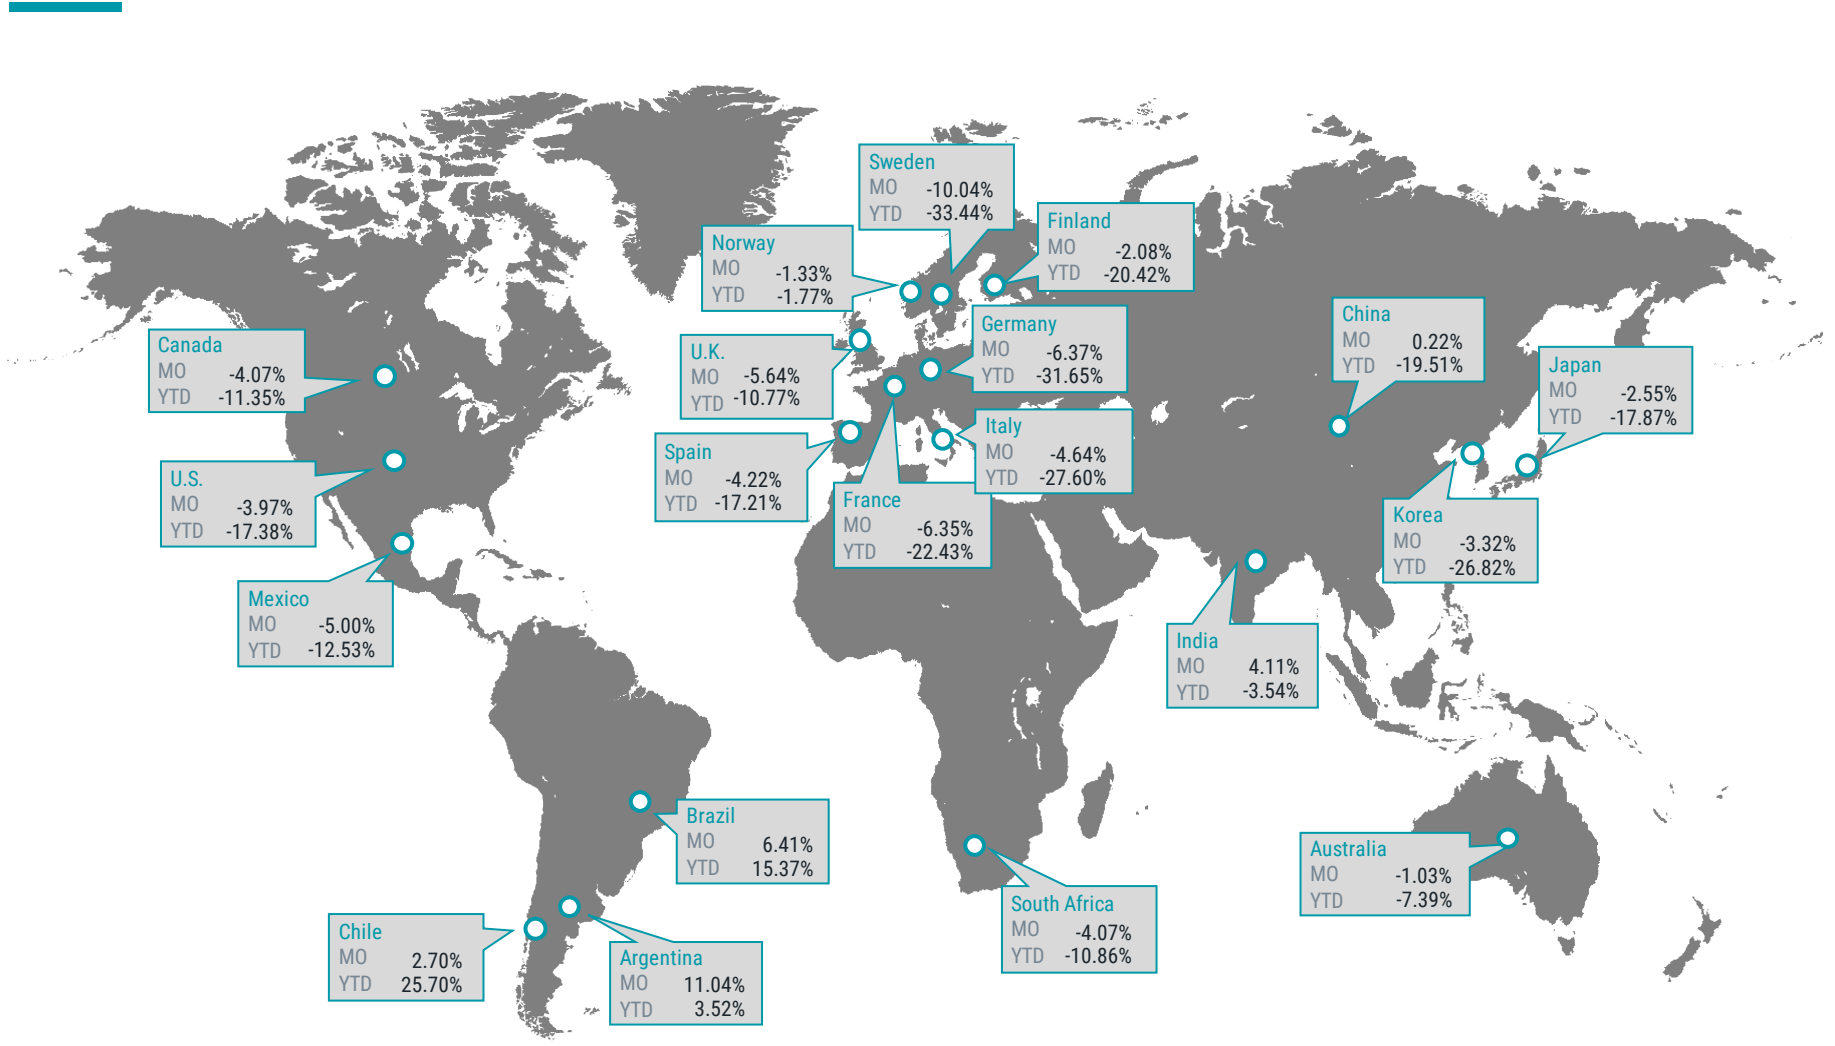 Sweden
MO -10.04%
YTD -33.44%
Finland
MO -2.08%
YTD -20.42%
Norway
MO -1.33%
YTD -1.77%
Germany
MO -6.37%
YTD -31.65%
China
MO 0.22%
YTD -19.51%
Canada
MO -4.07%
YTD -11.35%
U.K.
MO -5.64%
YTD -10.77%
Japan
MO -2.55%
YTD -17.87%
Italy
MO -4.64%
YTD -27.60%
Spain
MO -4.22%
YTD -17.21%
U.S.
MO -3.97%
YTD -17.38%
France
MO -6.35%
YTD -22.43%
Korea
MO -3.32%
YTD -26.82%
Mexico
MO -5.00%
YTD -12.53%
India
MO 4.11%
YTD -3.54%
Brazil
MO 6.41%
YTD 15.37%
Australia
MO -1.03%
YTD -7.39%
South Africa
MO -4.07%
YTD -10.86%
Chile
MO 2.70%
YTD 25.70%
Argentina
MO 11.04%
YTD 3.52%